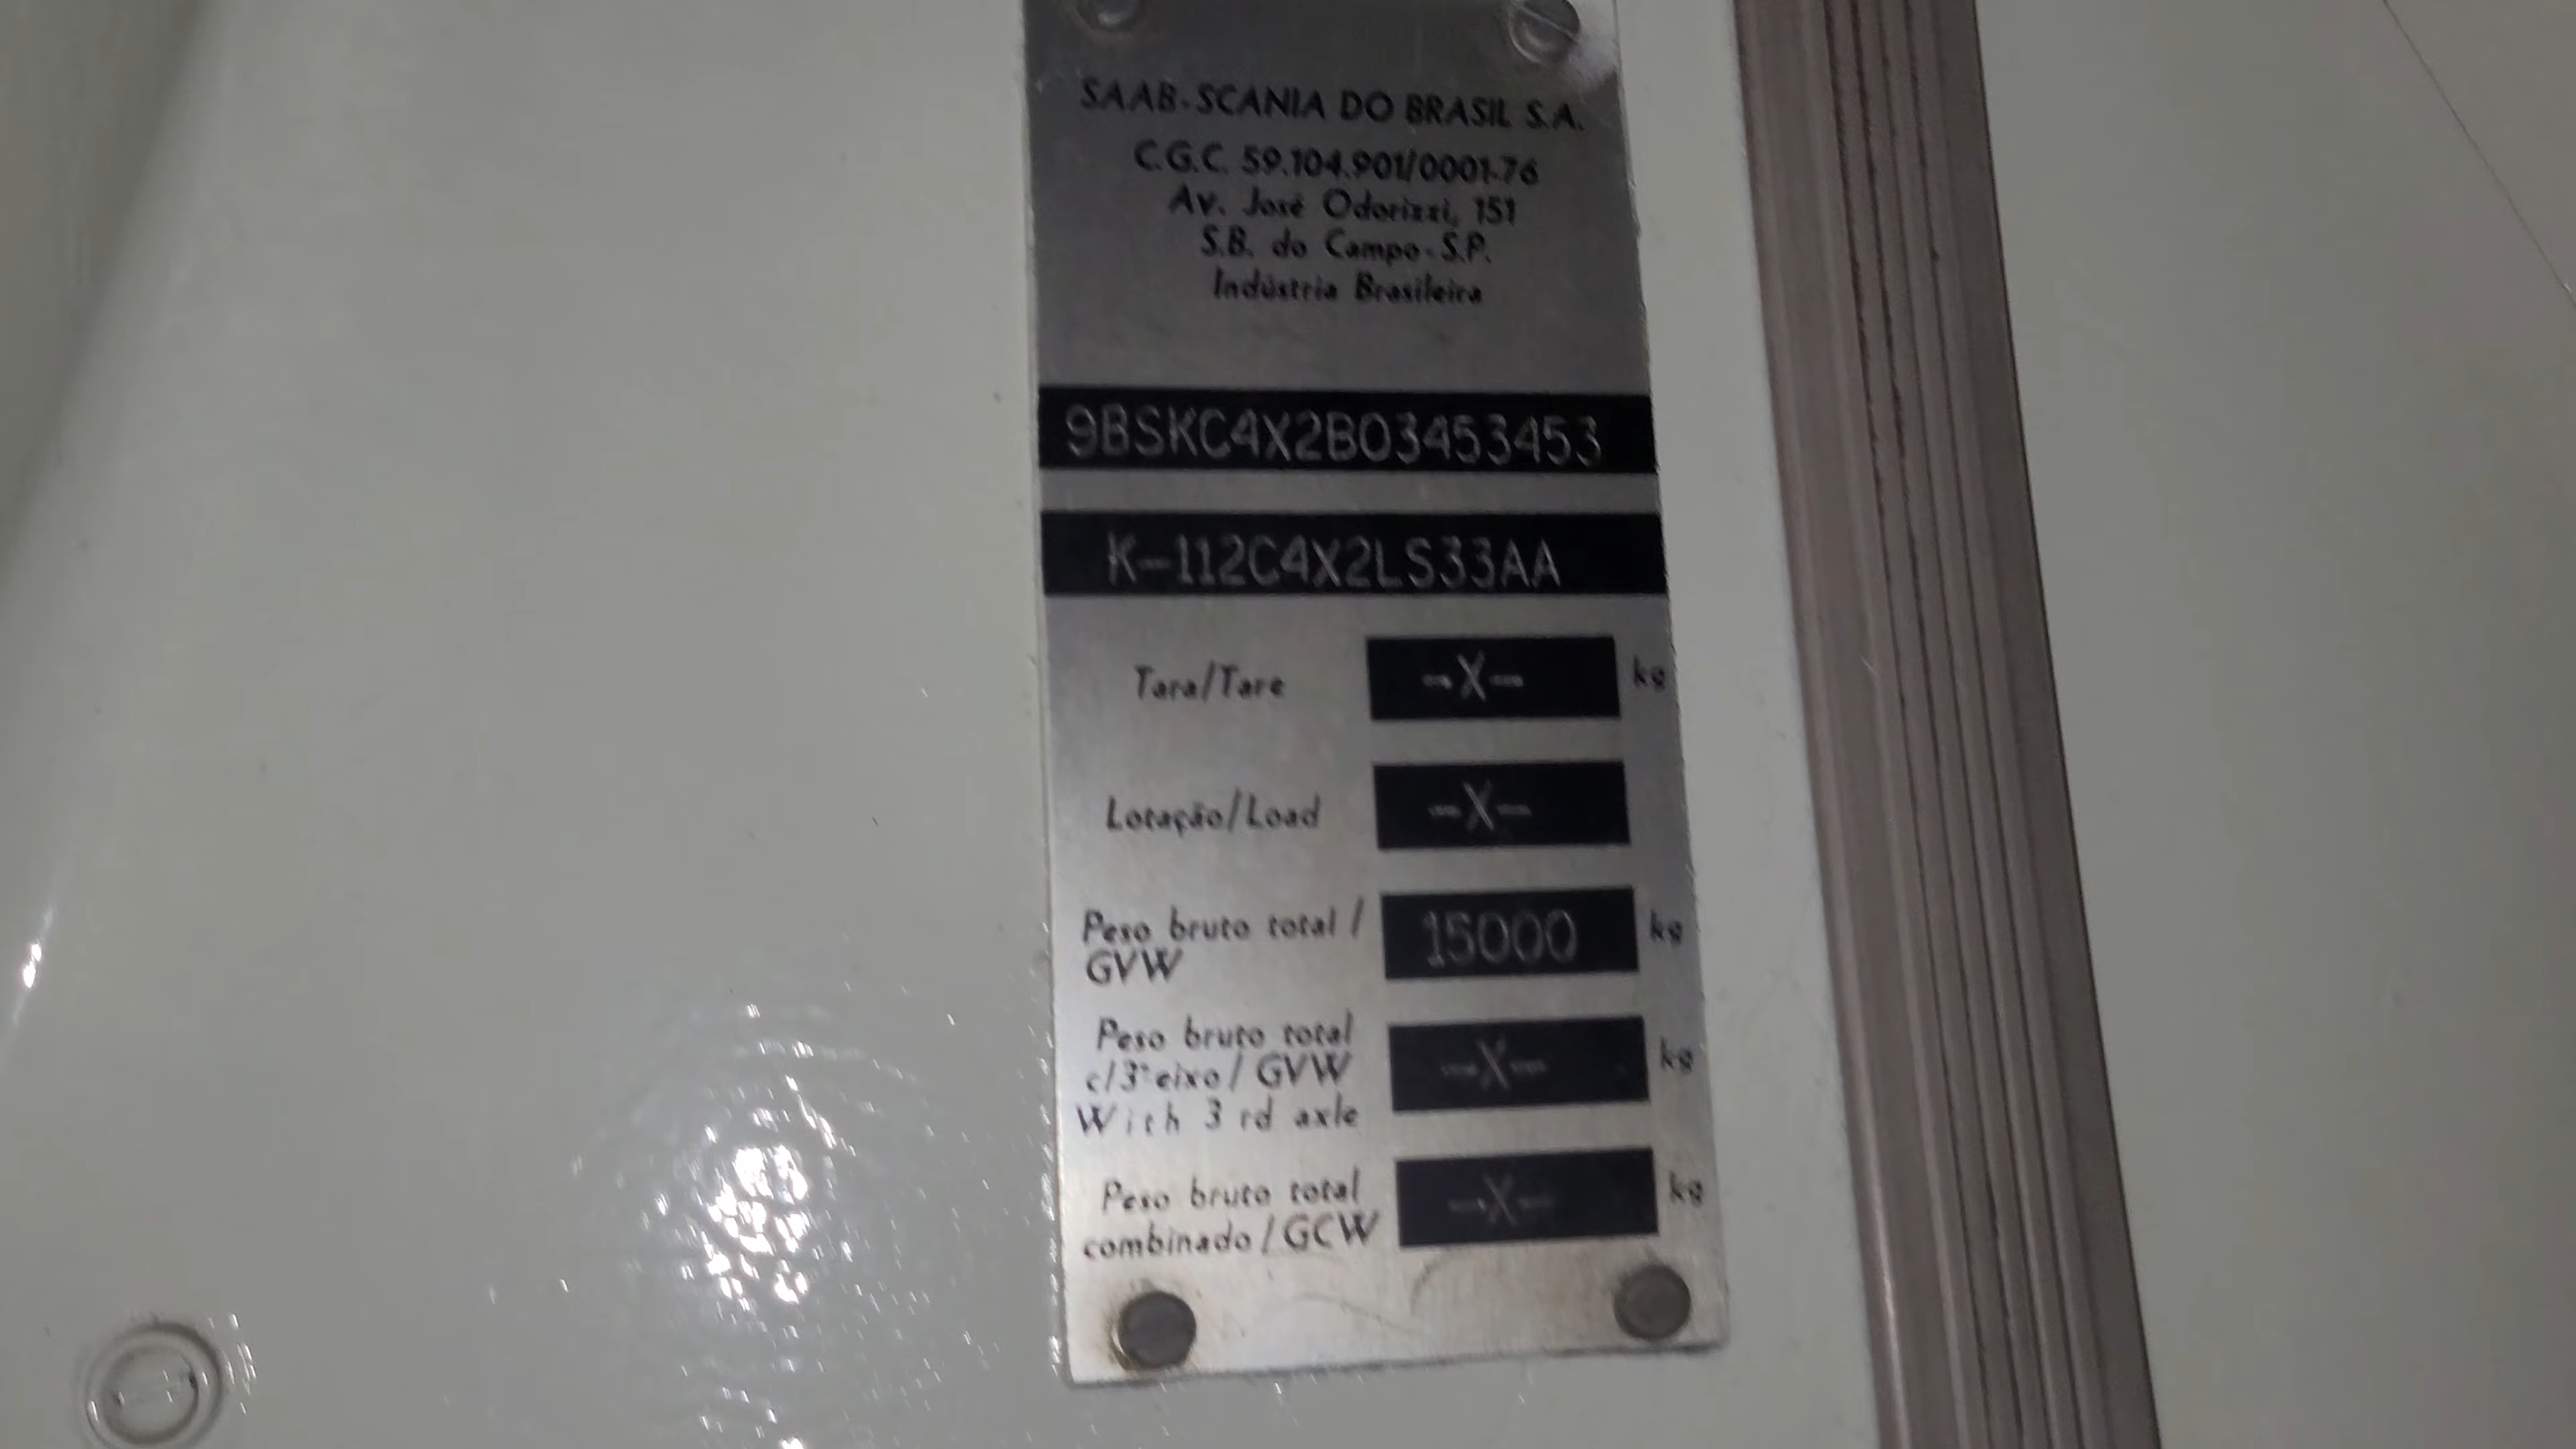 SAAB-SCANIA DO BRASIL S.A.
C.G.C. 59.104.901/0001-76
Av. José Odorizzi, 151
S.B. do Campo-S.P.
Indústria Brasileira
9BSKC4X2B03453453
K-112C4X2LS33AA
Tara/Tare -X- kg
Lotação/Load -X-
Peso bruto total / 15000 kg
GVW
Peso bruto total
c/3º eixo/ GVW -X- kg
With 3 rd axle
Peso bruto total -X- kg
combinado/GCW